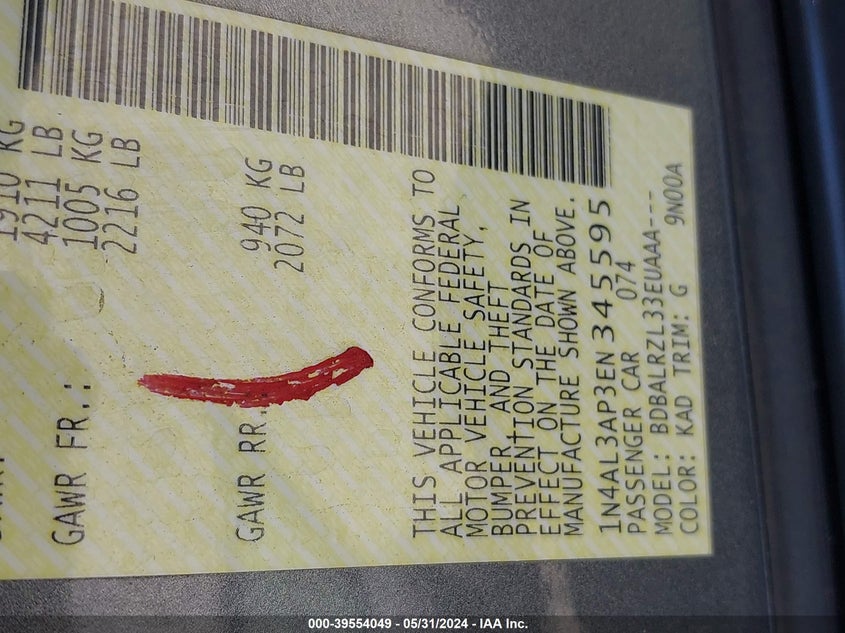 1910 KG
4211 LB
GAWR FR.: 1005 KG
2216 LB
GAWR RR.: 940 KG
2072 LB
THIS VEHICLE CONFORMS TO
ALL APPLICABLE FEDERAL
MOTOR VEHICLE SAFETY,
BUMPER, AND THEFT
PREVENTION STANDARDS IN
EFFECT ON THE DATE OF
MANUFACTURE SHOWN ABOVE.
1N4AL3AP3EN345595
PASSENGER CAR 074
MODEL: BDBALRZL33EUAAA---
COLOR: KAD TRIM: G 9N00A
000-39554049 - 05/31/2024 - IAA Inc.